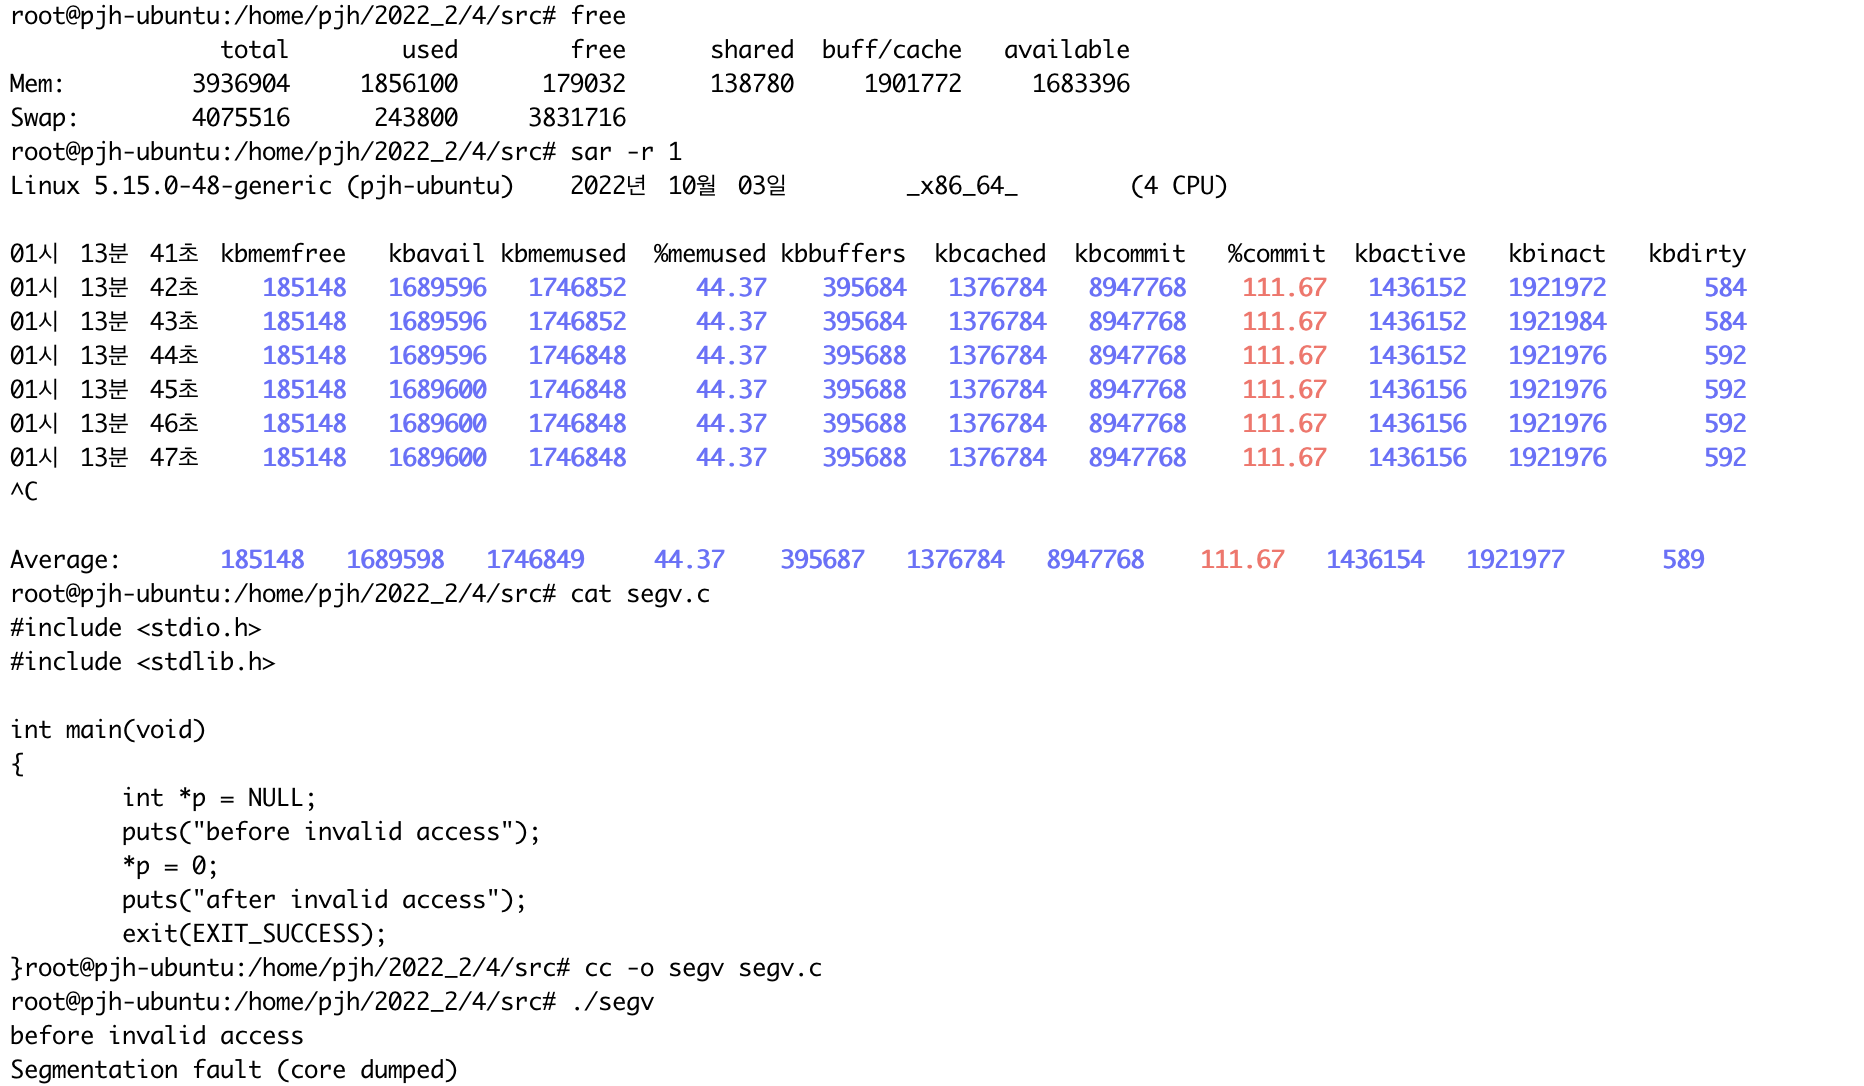 root@pjh-ubuntu:/home/pjh/2022_2/4/src# free
               total        used        free      shared  buff/cache   available
Mem:         3936904     1856100      179032      138780     1901772     1683396
Swap:        4075516      243800     3831716
root@pjh-ubuntu:/home/pjh/2022_2/4/src# sar -r 1
Linux 5.15.0-48-generic (pjh-ubuntu)    2022년 10월 03일        _x86_64_        (4 CPU)
01시 13분 41초 kbmemfree   kbavail kbmemused  %memused kbbuffers  kbcached  kbcommit   %commit  kbactive   kbinact   kbdirty
01시 13분 42초    185148   1689596   1746852     44.37    395684   1376784   8947768    111.67   1436152   1921972       584
01시 13분 43초    185148   1689596   1746852     44.37    395684   1376784   8947768    111.67   1436152   1921984       584
01시 13분 44초    185148   1689596   1746848     44.37    395688   1376784   8947768    111.67   1436152   1921976       592
01시 13분 45초    185148   1689600   1746848     44.37    395688   1376784   8947768    111.67   1436156   1921976       592
01시 13분 46초    185148   1689600   1746848     44.37    395688   1376784   8947768    111.67   1436156   1921976       592
01시 13분 47초    185148   1689600   1746848     44.37    395688   1376784   8947768    111.67   1436156   1921976       592
^C
Average:       185148   1689598   1746849     44.37    395687   1376784   8947768    111.67   1436154   1921977       589
root@pjh-ubuntu:/home/pjh/2022_2/4/src# cat segv.c
#include <stdio.h>
#include <stdlib.h>
int main(void)
{
        int *p = NULL;
        puts("before invalid access");
        *p = 0;
        puts("after invalid access");
        exit(EXIT_SUCCESS);
}root@pjh-ubuntu:/home/pjh/2022_2/4/src# cc -o segv segv.c
root@pjh-ubuntu:/home/pjh/2022_2/4/src# ./segv
before invalid access
Segmentation fault (core dumped)